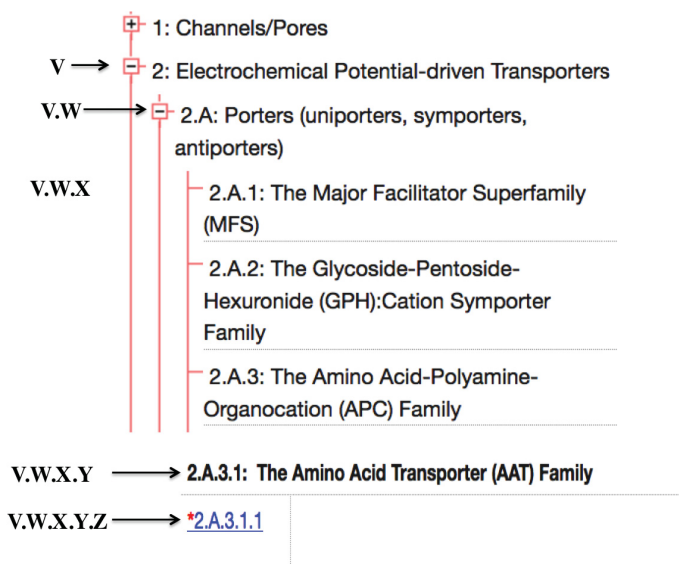 1: Channels/Pores
V 2: Electrochemical Potential-driven Transporters
V.W 2.A: Porters (uniporters, symporters,
antiporters)
V.W.X 2.A.1: The Major Facilitator Superfamily
(MFS)
2.A.2: The Glycoside-Pentoside-
Hexuronide (GPH):Cation Symporter
Family
2.A.3: The Amino Acid-Polyamine-
Organocation (APC) Family
V.W.X.Y 2.A.3.1: The Amino Acid Transporter (AAT) Family
V.W.X.Y.Z *2.A.3.1.1